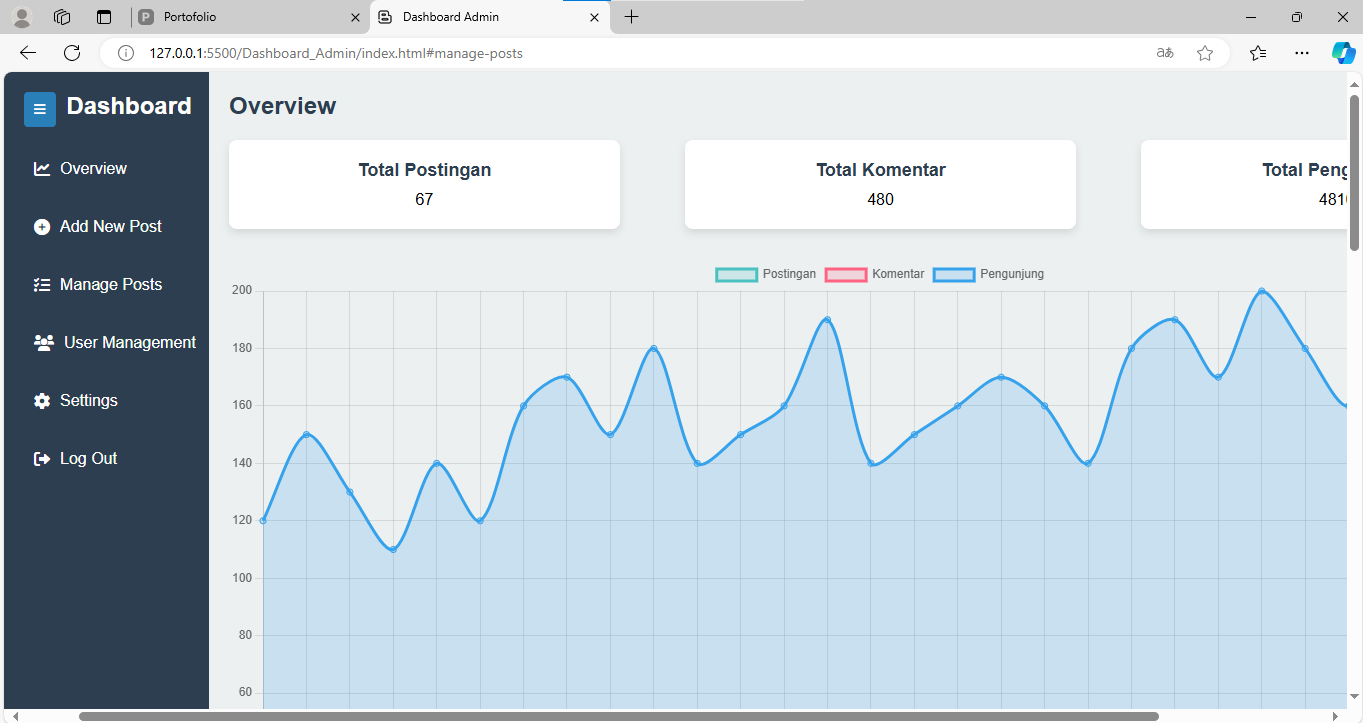 Portofolio
Dashboard Admin
127.0.0.1:5500/Dashboard_Admin/index.html#manage-posts
aあ
Dashboard
Overview
Add New Post
Manage Posts
User Management
Settings
Log Out
Overview
Total Postingan
67
Total Komentar
480
Total Peng
481
Postingan Komentar Pengunjung
200
180
160
140
120
100
80
60